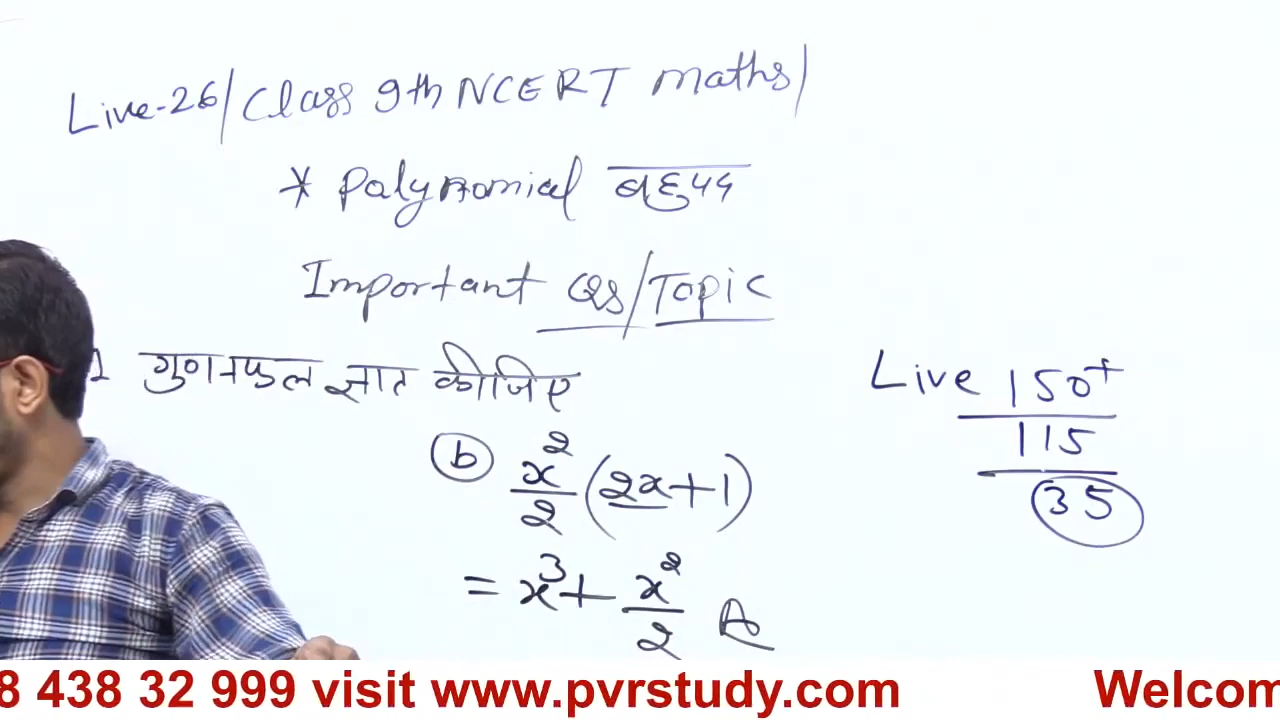 Live-26/Class 9th NCERT maths/
* Polynomial बहुपद
Important QS/Topic
1 गुणनफल ज्ञात कीजिए
(b) x²/2 (2x+1)
= x³ + x²/2 A
Live 150+
115
35
8 438 32 999 visit www.pvrstudy.com Welcom